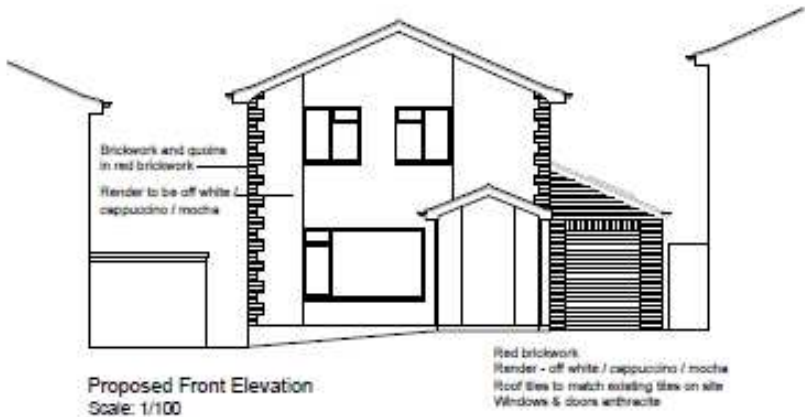 Brickwork and quoins
in red brickwork
Render to be off white /
cappuccino / mocha
Proposed Front Elevation
Scale: 1/100
Red brickwork
Render - off white / cappuccino / mocha
Roof tiles to match existing tiles on site
Windows & doors anthracite